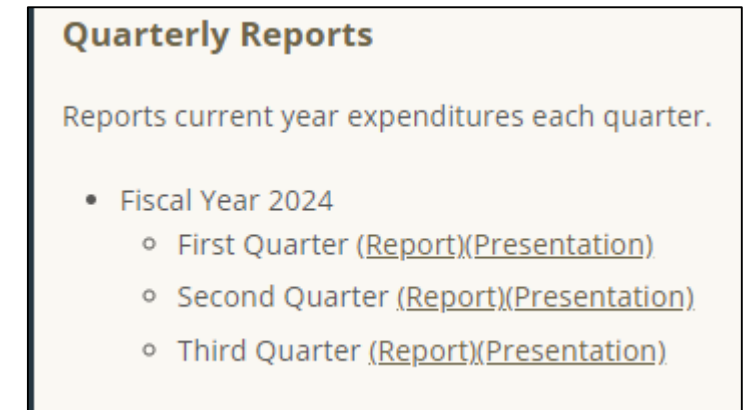 Quarterly Reports
Reports current year expenditures each quarter.
• Fiscal Year 2024
◦ First Quarter (Report)(Presentation)
◦ Second Quarter (Report)(Presentation)
◦ Third Quarter (Report)(Presentation)